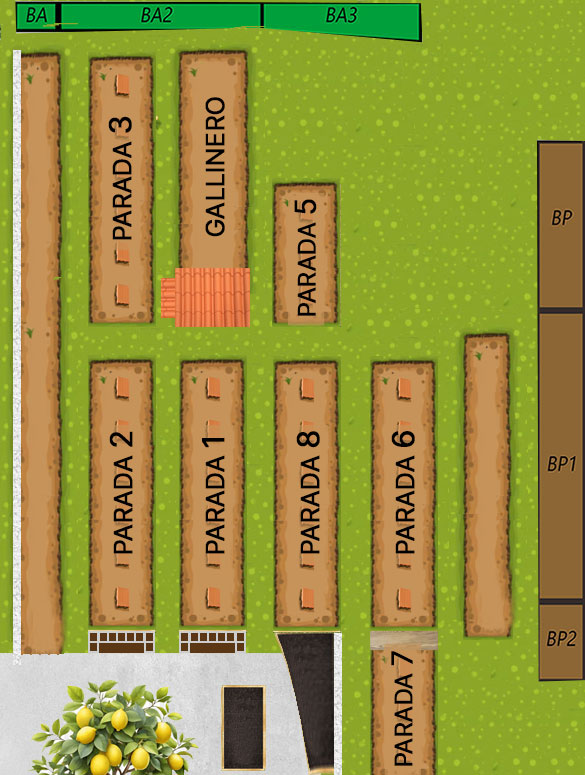 BA
BA2
BA3
PARADA 3
GALLINERO
PARADA 5
BP
PARADA 2
PARADA 1
PARADA 8
PARADA 6
BP1
BP2
PARADA 7